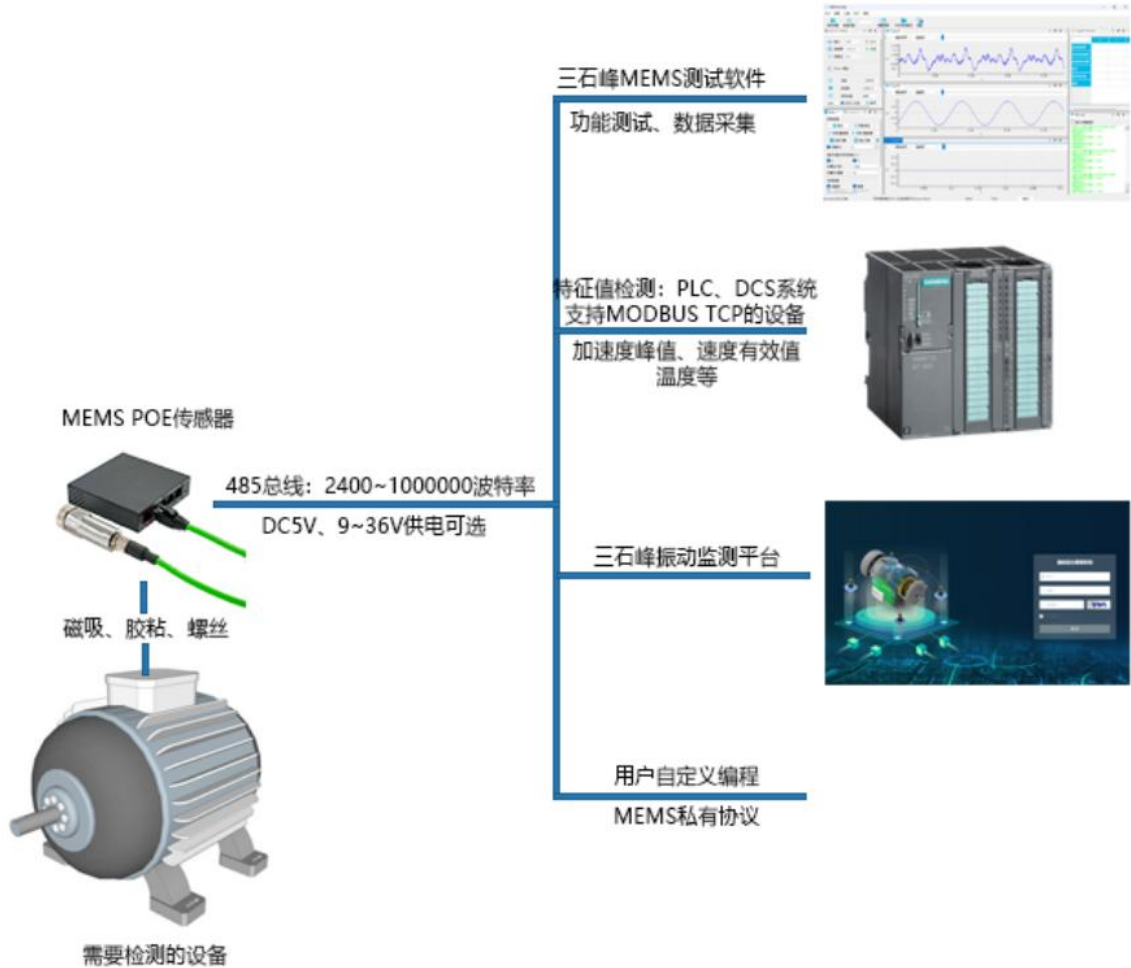 三石峰MEMS测试软件
功能测试、数据采集
特征值检测：PLC、DCS系统
支持MODBUS TCP的设备
加速度峰值、速度有效值
温度等
MEMS POE传感器
485总线：2400~1000000波特率
DC5V、9~36V供电可选
三石峰振动监测平台
磁吸、胶粘、螺丝
用户自定义编程
MEMS私有协议
需要检测的设备
SIEMENS